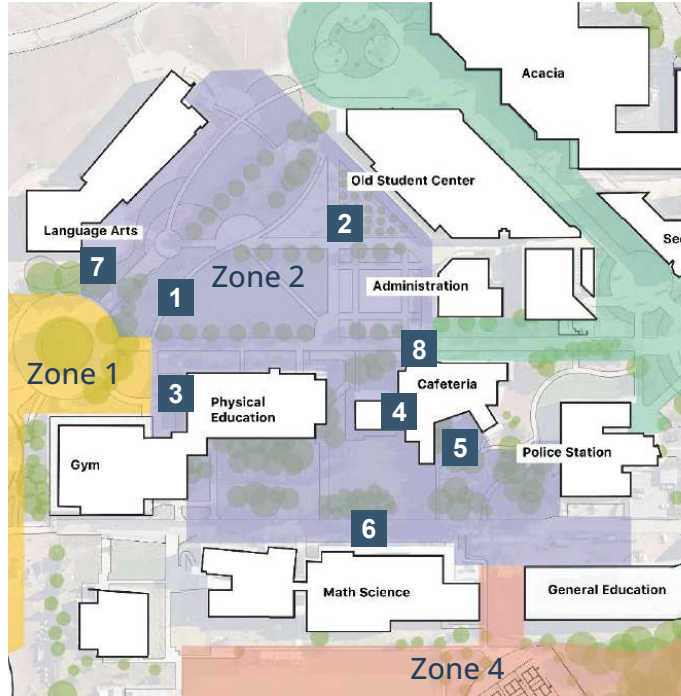 Acacia
Old Student Center
2
Language Arts
Sec
7
Zone 2
Administration
1
8
Zone 1
3
Cafeteria
Physical
Education
4
5
Police Station
Gym
6
Math Science
General Education
Zone 4